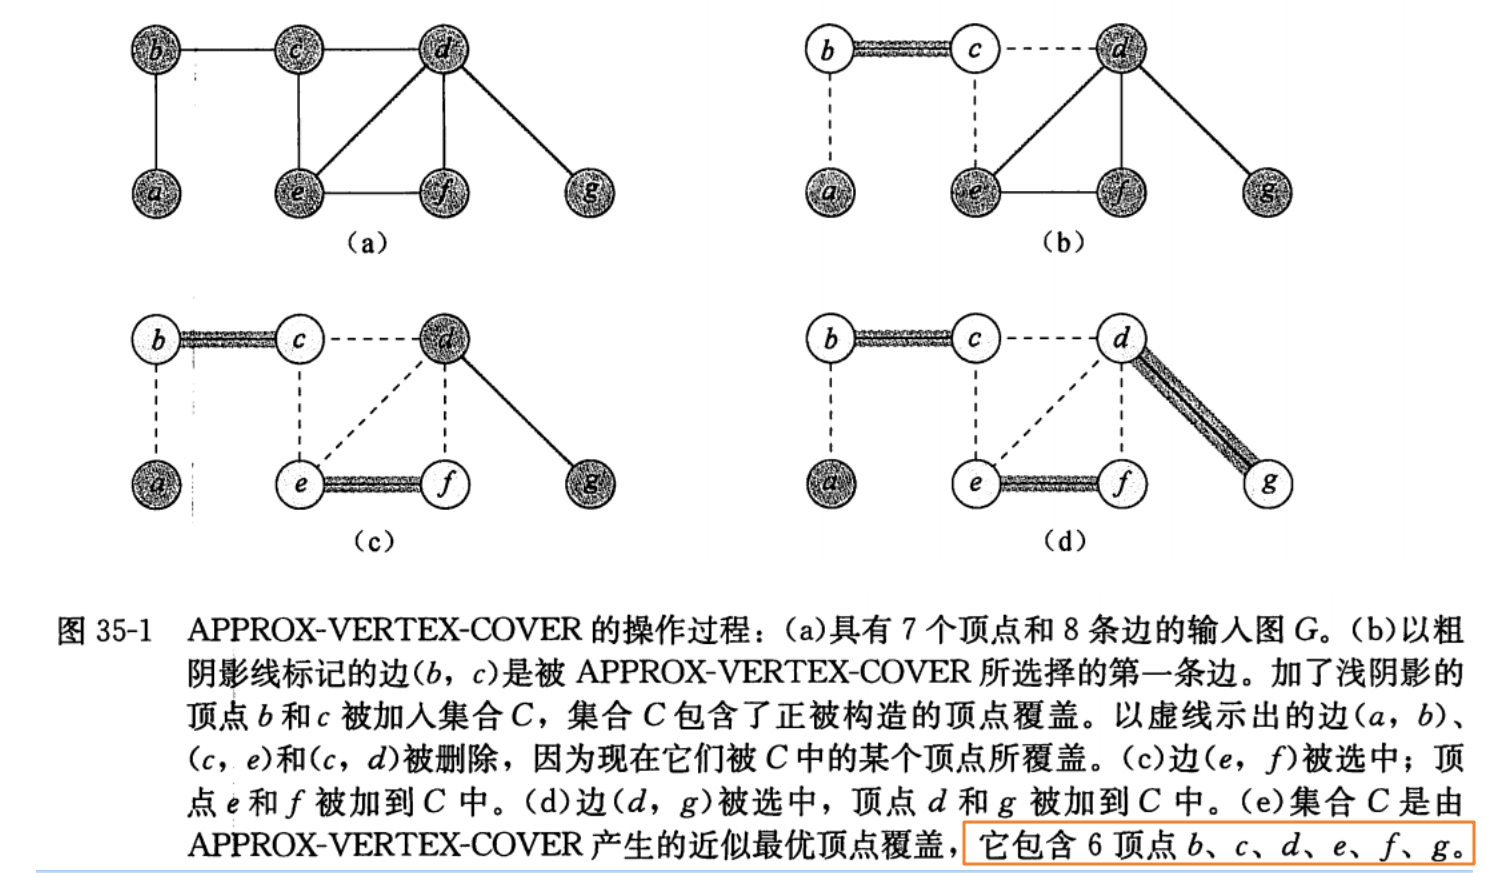 b c d
a e f g
(a)
b c d
a e f g
(b)
b c d
a e f g
(c)
b c d
a e f g
(d)
图 35-1 APPROX-VERTEX-COVER 的操作过程：(a)具有 7 个顶点和 8 条边的输入图 G。(b)以粗
阴影线标记的边(b，c)是被 APPROX-VERTEX-COVER 所选择的第一条边。加了浅阴影的
顶点 b 和 c 被加入集合 C，集合 C 包含了正被构造的顶点覆盖。以虚线示出的边(a，b)、
(c，e)和(c，d)被删除，因为现在它们被 C 中的某个顶点所覆盖。(c)边(e，f)被选中；顶
点 e 和 f 被加到 C 中。(d)边(d，g)被选中，顶点 d 和 g 被加到 C 中。(e)集合 C 是由
APPROX-VERTEX-COVER 产生的近似最优顶点覆盖，它包含 6 顶点 b、c、d、e、f、g。